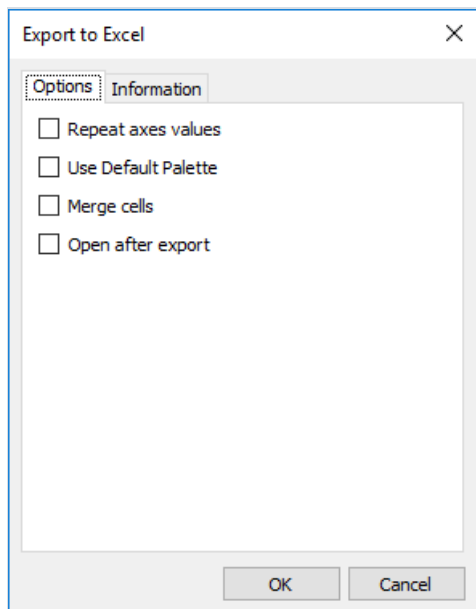 Export to Excel
Options Information
Repeat axes values
Use Default Palette
Merge cells
Open after export
OK Cancel